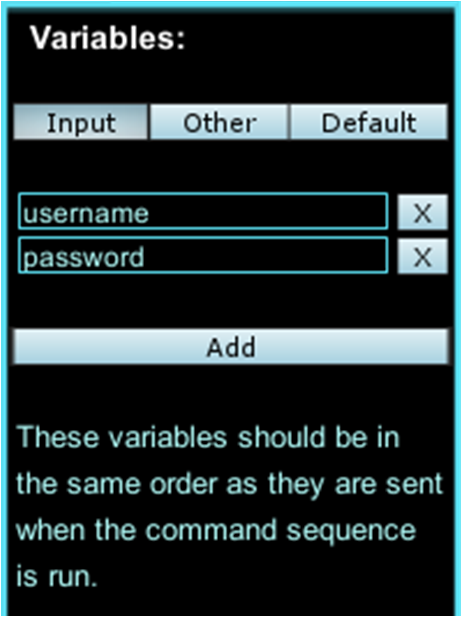 Variables:
Input Other Default
username X
password X
Add
These variables should be in
the same order as they are sent
when the command sequence
is run.